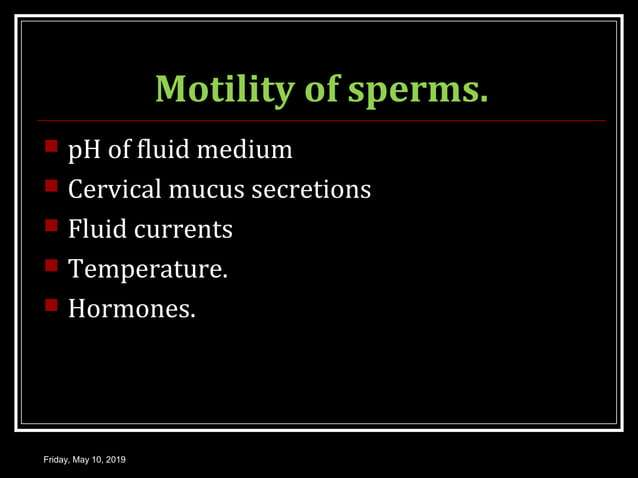 Motility of sperms.
pH of fluid medium
Cervical mucus secretions
Fluid currents
Temperature.
Hormones.
Friday, May 10, 2019